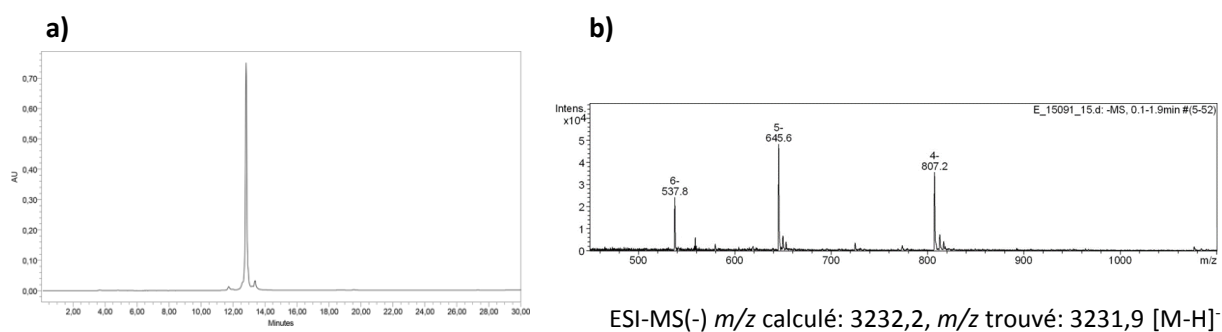 a)
b)
0,70
0,60
0,50
0,40
0,30
0,20
0,10
0,00
AU
0,00 2,00 4,00 6,00 8,00 10,00 12,00 14,00 16,00 18,00 20,00 22,00 24,00 26,00 28,00 30,00
Minutes
Intens.
x10⁴
E_15091_15.d: -MS, 0.1-1.9min #(5-52)
5
4
3
2
1
0
6-
537.8
5-
645.6
4-
807.2
500 600 700 800 900 1000 m/z
ESI-MS(-) m/z calculé: 3232,2, m/z trouvé: 3231,9 [M-H]⁻